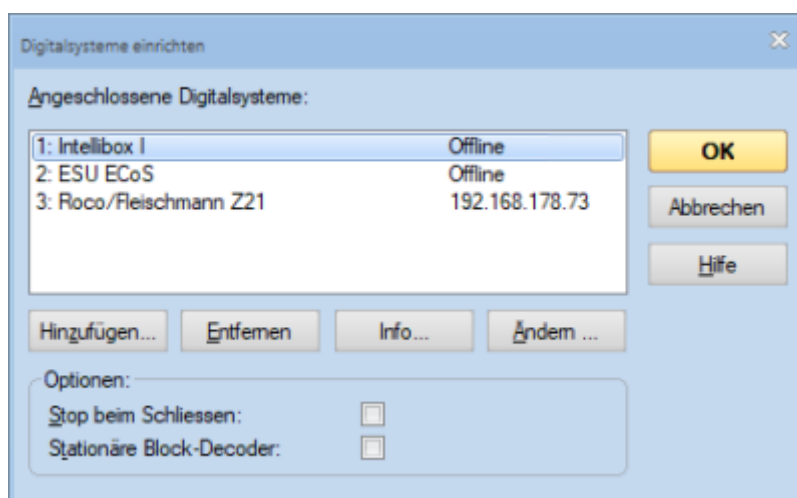 Digitalsysteme einrichten
Angeschlossene Digitalsysteme:
1: Intellibox I Offline
2: ESU ECoS Offline
3: Roco/Fleischmann Z21 192.168.178.73
OK
Abbrechen
Hilfe
Hinzufügen... Entfernen Info... Ändern ...
Optionen:
Stop beim Schliessen:
Stationäre Block-Decoder: